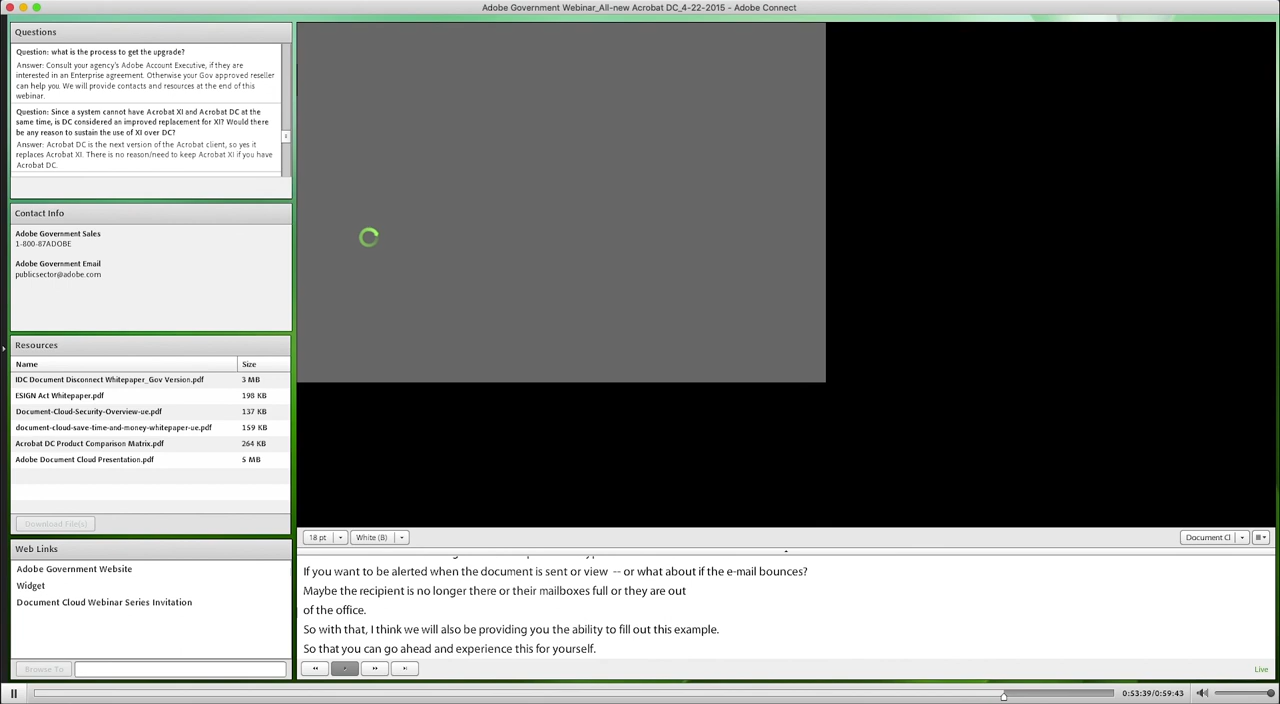 Adobe Government Webinar_All-new Acrobat DC_4-22-2015 - Adobe Connect
Questions
Question: what is the process to get the upgrade?
Answer: Consult your agency's Adobe Account Executive, if they are
interested in an Enterprise agreement. Otherwise your Gov approved reseller
can help you. We will provide contacts and resources at the end of this
webinar.
Question: Since a system cannot have Acrobat XI and Acrobat DC at the
same time, is DC considered an improved replacement for XI? Would there
be any reason to sustain the use of XI over DC?
Answer: Acrobat DC is the next version of the Acrobat client, so yes it
replaces Acrobat XI. There is no reason/need to keep Acrobat XI if you have
Acrobat DC.
Contact Info
Adobe Government Sales
1-800-87ADOBE
Adobe Government Email
publicsector@adobe.com
Resources
Name Size
IDC Document Disconnect Whitepaper_Gov Version.pdf 3 MB
ESIGN Act Whitepaper.pdf 198 KB
Document-Cloud-Security-Overview-ue.pdf 137 KB
document-cloud-save-time-and-money-whitepaper-ue.pdf 159 KB
Acrobat DC Product Comparison Matrix.pdf 264 KB
Adobe Document Cloud Presentation.pdf 5 MB
Download File(s)
Web Links
Adobe Government Website
Widget
Document Cloud Webinar Series Invitation
Browse To
18 pt White (B) Document Cl
If you want to be alerted when the document is sent or view -- or what about if the e-mail bounces?
Maybe the recipient is no longer there or their mailboxes full or they are out
of the office.
So with that, I think we will also be providing you the ability to fill out this example.
So that you can go ahead and experience this for yourself.
Live
0:53:39/0:59:43